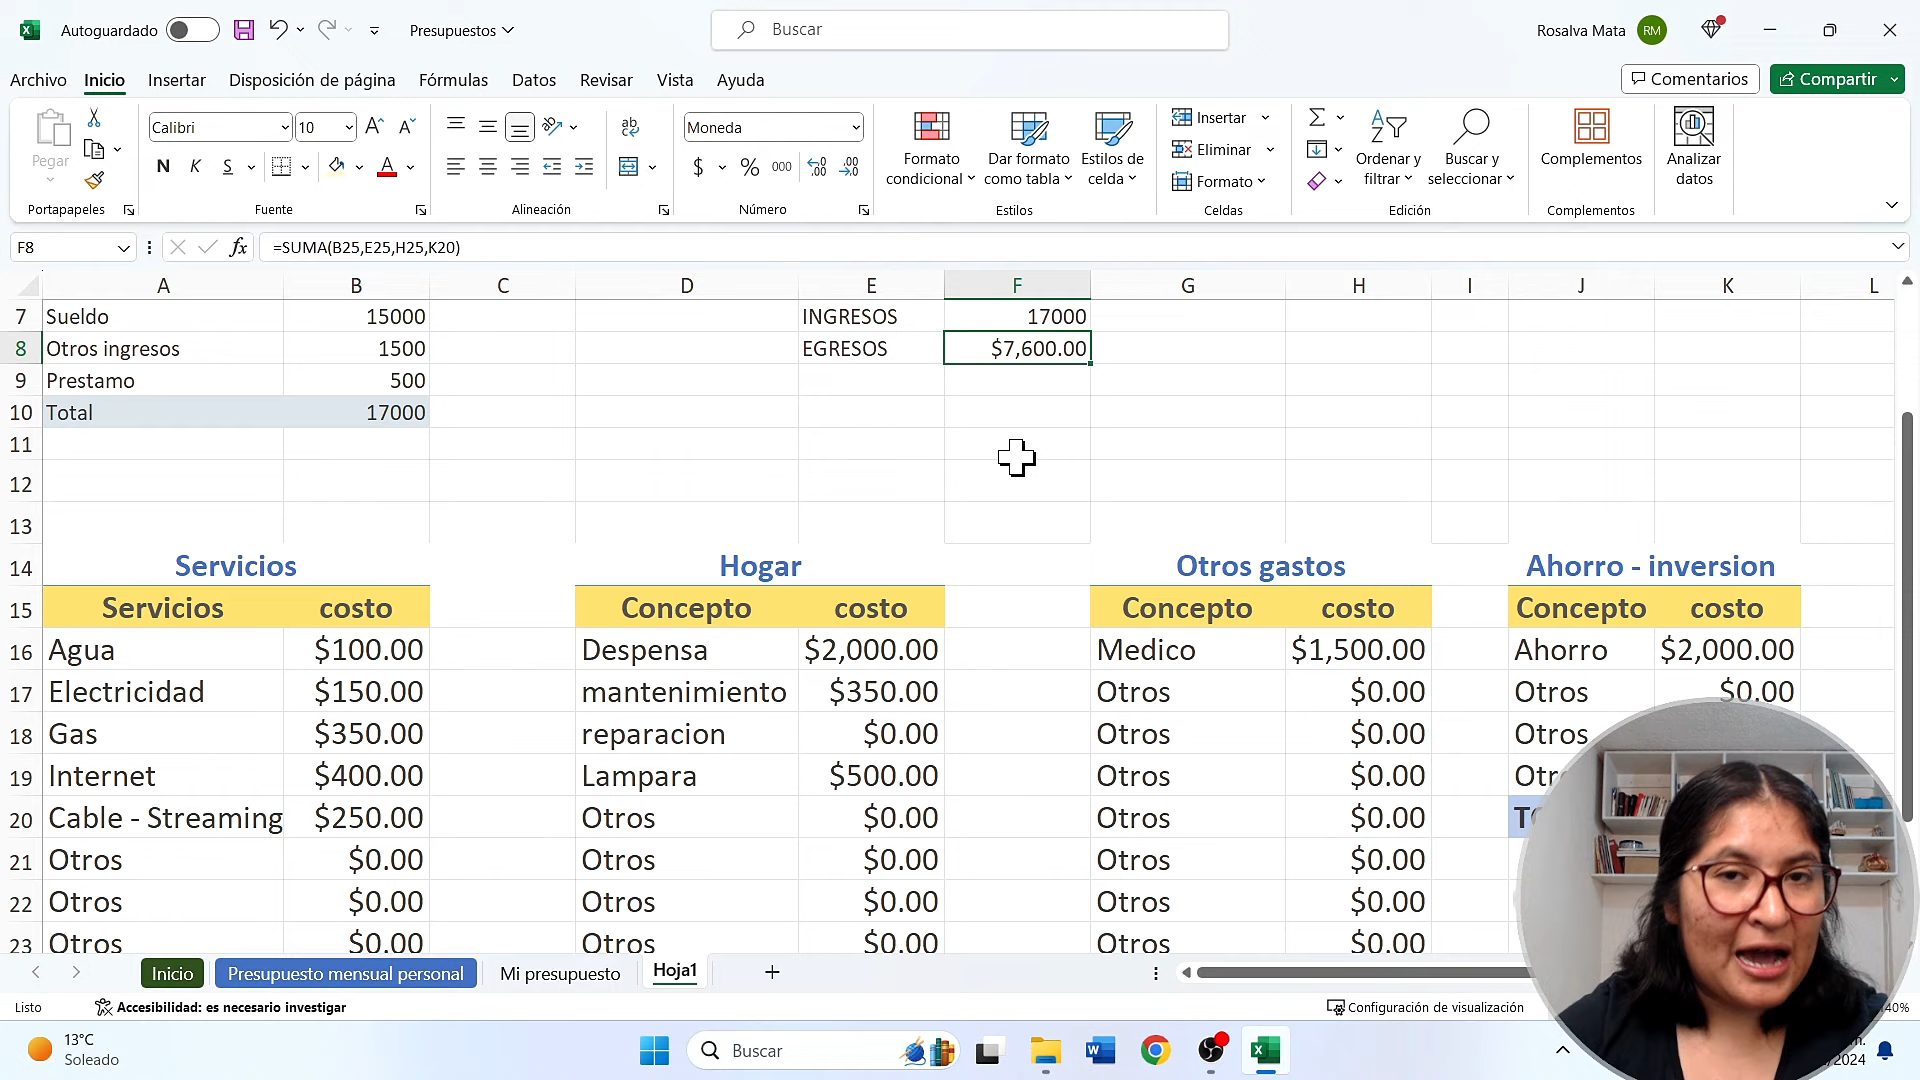 Autoguardado
Presupuestos
Buscar
Rosalva Mata
RM
Archivo Inicio Insertar Disposición de página Fórmulas Datos Revisar Vista Ayuda
Comentarios
Compartir
Pegar
Portapapeles
Calibri 10
N K S
Fuente
ab
Alineación
Moneda
$ % 000
Número
Formato condicional
Dar formato como tabla
Estilos de celda
Estilos
Insertar
Eliminar
Formato
Celdas
Ordenar y filtrar
Buscar y seleccionar
Edición
Complementos
Complementos
Analizar datos
F8 fx =SUMA(B25,E25,H25,K20)
A B C D E F G H I J K L
7 Sueldo 15000 INGRESOS 17000
8 Otros ingresos 1500 EGRESOS $7,600.00
9 Prestamo 500
10 Total 17000
11
12
13
14 Servicios Hogar Otros gastos Ahorro - inversion
15 Servicios costo Concepto costo Concepto costo Concepto costo
16 Agua $100.00 Despensa $2,000.00 Medico $1,500.00 Ahorro $2,000.00
17 Electricidad $150.00 mantenimiento $350.00 Otros $0.00 Otros $0.00
18 Gas $350.00 reparacion $0.00 Otros $0.00 Otros
19 Internet $400.00 Lampara $500.00 Otros $0.00
20 Cable - Streaming $250.00 Otros $0.00 Otros $0.00
21 Otros $0.00 Otros $0.00 Otros $0.00
22 Otros $0.00 Otros $0.00 Otros $0.00
23 Otros $0.00 Otros $0.00 Otros $0.00
Inicio Presupuesto mensual personal Mi presupuesto Hoja1
Listo Accesibilidad: es necesario investigar Configuración de visualización 40%
13°C
Soleado
Buscar
/2024